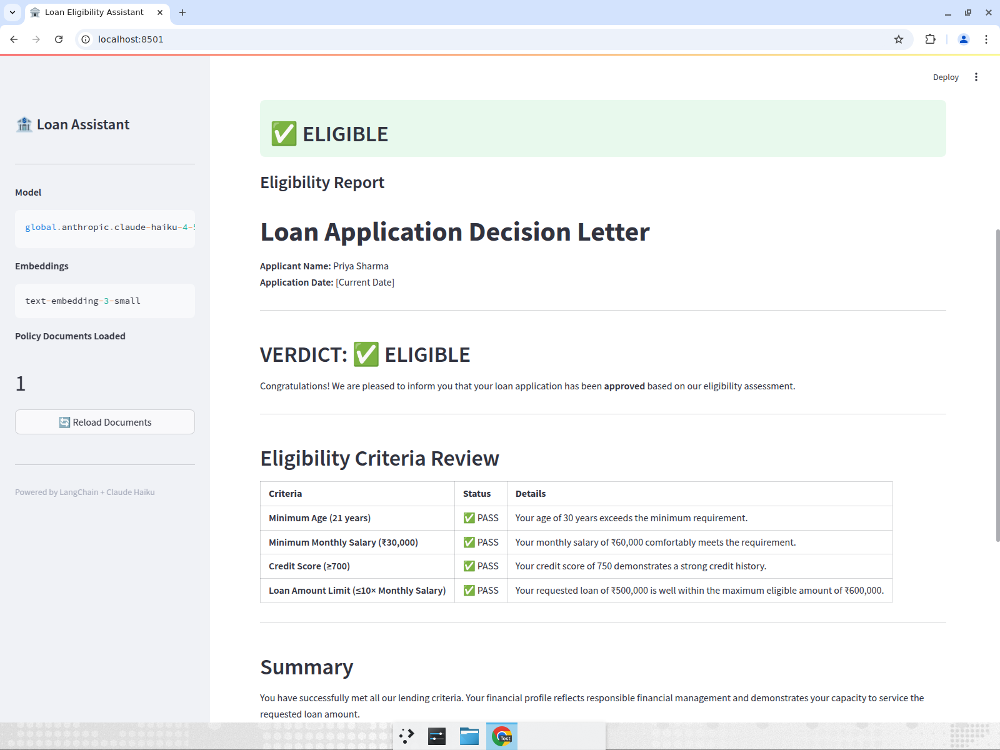 Loan Eligibility Assistant
localhost:8501
Deploy
Loan Assistant
Model
global.anthropic.claude-haiku-4-5
Embeddings
text-embedding-3-small
Policy Documents Loaded
1
Reload Documents
Powered by LangChain + Claude Haiku
✅ ELIGIBLE
Eligibility Report
Loan Application Decision Letter
Applicant Name: Priya Sharma
Application Date: [Current Date]
VERDICT: ✅ ELIGIBLE
Congratulations! We are pleased to inform you that your loan application has been approved based on our eligibility assessment.
Eligibility Criteria Review
Criteria Status Details
Minimum Age (21 years) ✅ PASS Your age of 30 years exceeds the minimum requirement.
Minimum Monthly Salary (₹30,000) ✅ PASS Your monthly salary of ₹60,000 comfortably meets the requirement.
Credit Score (≥700) ✅ PASS Your credit score of 750 demonstrates a strong credit history.
Loan Amount Limit (≤10× Monthly Salary) ✅ PASS Your requested loan of ₹500,000 is well within the maximum eligible amount of ₹600,000.
Summary
You have successfully met all our lending criteria. Your financial profile reflects responsible financial management and demonstrates your capacity to service the
requested loan amount.
Test